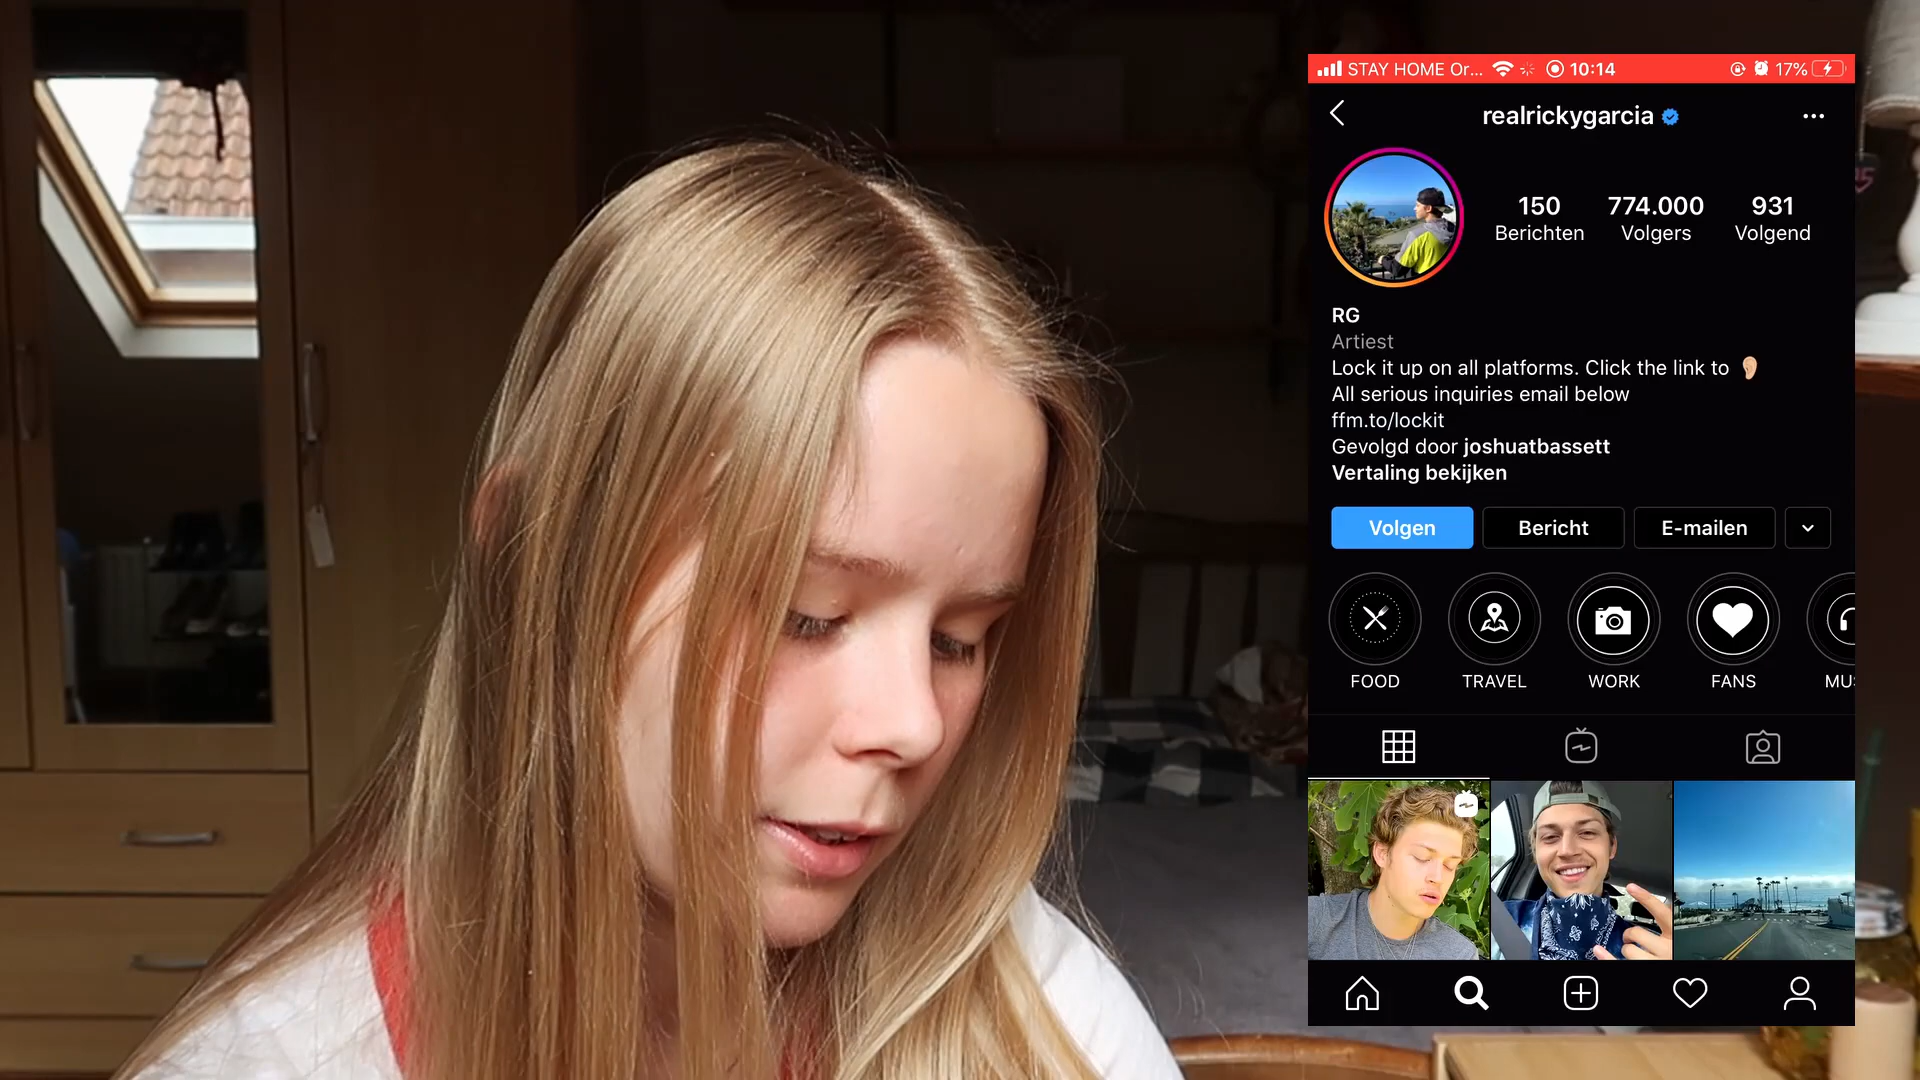 STAY HOME Or... 10:14 17%
realrickygarcia
150 774.000 931
Berichten Volgers Volgend
RG
Artiest
Lock it up on all platforms. Click the link to
All serious inquiries email below
ffm.to/lockit
Gevolgd door joshuatbassett
Vertaling bekijken
Volgen Bericht E-mailen
FOOD TRAVEL WORK FANS MUS